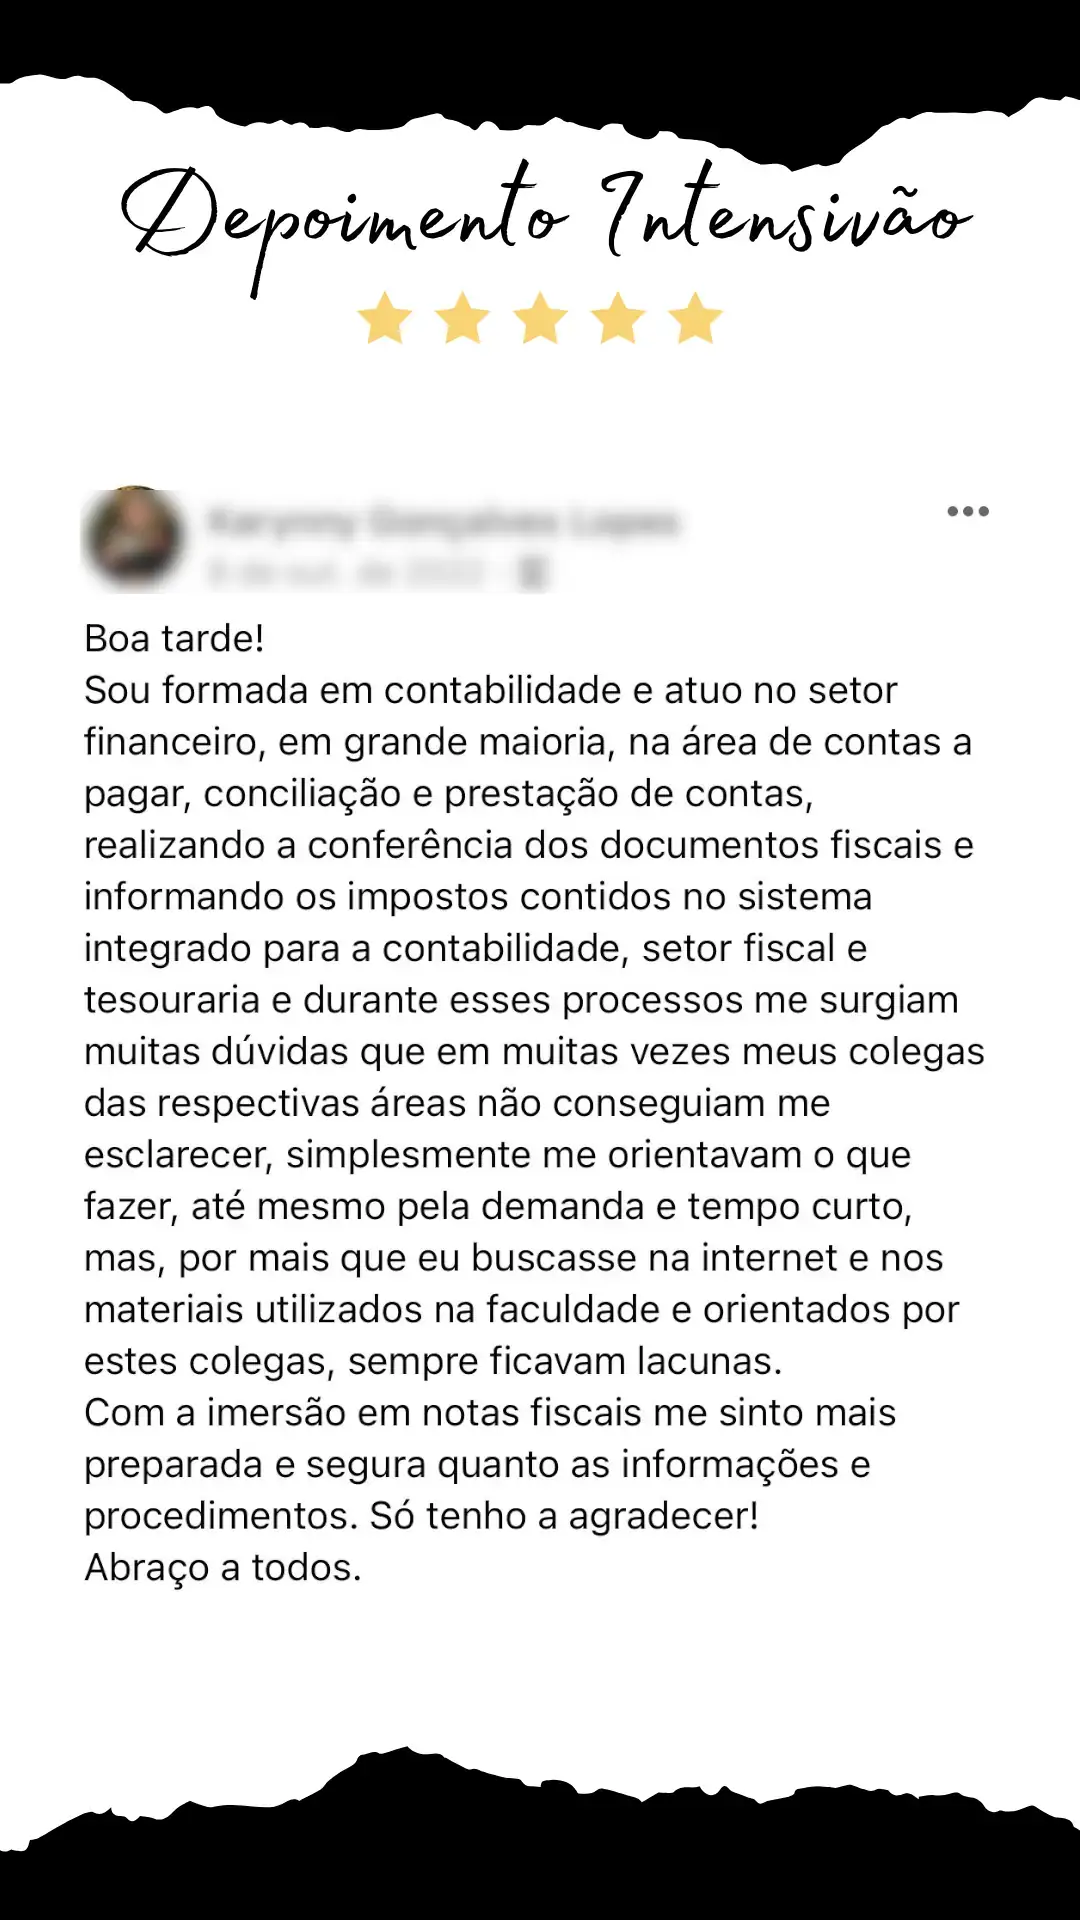 Depoimento Intensivão
Boa tarde!
Sou formada em contabilidade e atuo no setor
financeiro, em grande maioria, na área de contas a
pagar, conciliação e prestação de contas,
realizando a conferência dos documentos fiscais e
informando os impostos contidos no sistema
integrado para a contabilidade, setor fiscal e
tesouraria e durante esses processos me surgiam
muitas dúvidas que em muitas vezes meus colegas
das respectivas áreas não conseguiam me
esclarecer, simplesmente me orientavam o que
fazer, até mesmo pela demanda e tempo curto,
mas, por mais que eu buscasse na internet e nos
materiais utilizados na faculdade e orientados por
estes colegas, sempre ficavam lacunas.
Com a imersão em notas fiscais me sinto mais
preparada e segura quanto as informações e
procedimentos. Só tenho a agradecer!
Abraço a todos.